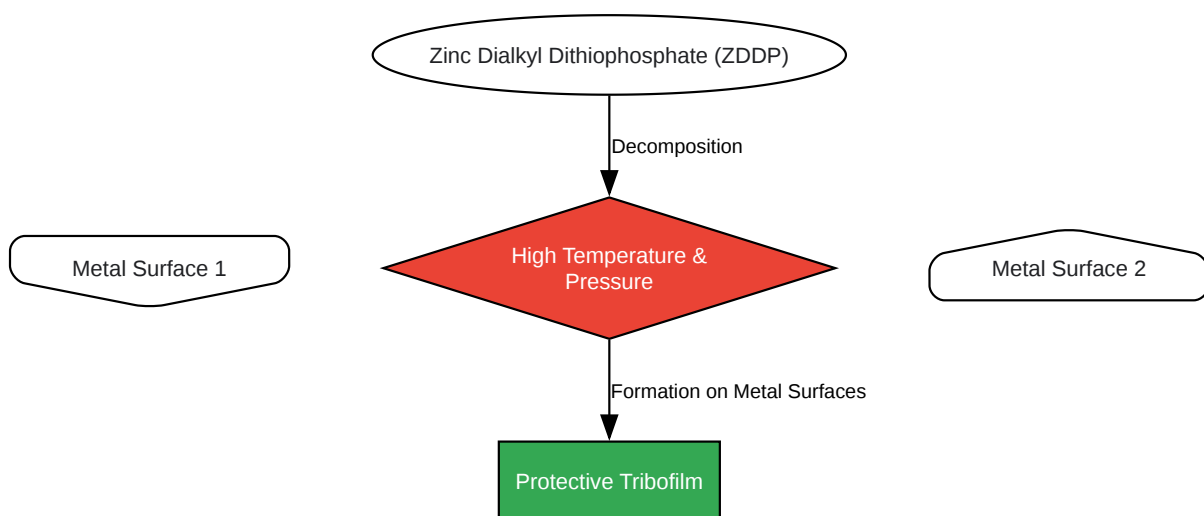 Zinc Dialkyl Dithiophosphate (ZDDP)
Decomposition
Metal Surface 1
High Temperature &
Pressure
Metal Surface 2
Formation on Metal Surfaces
Protective Tribofilm